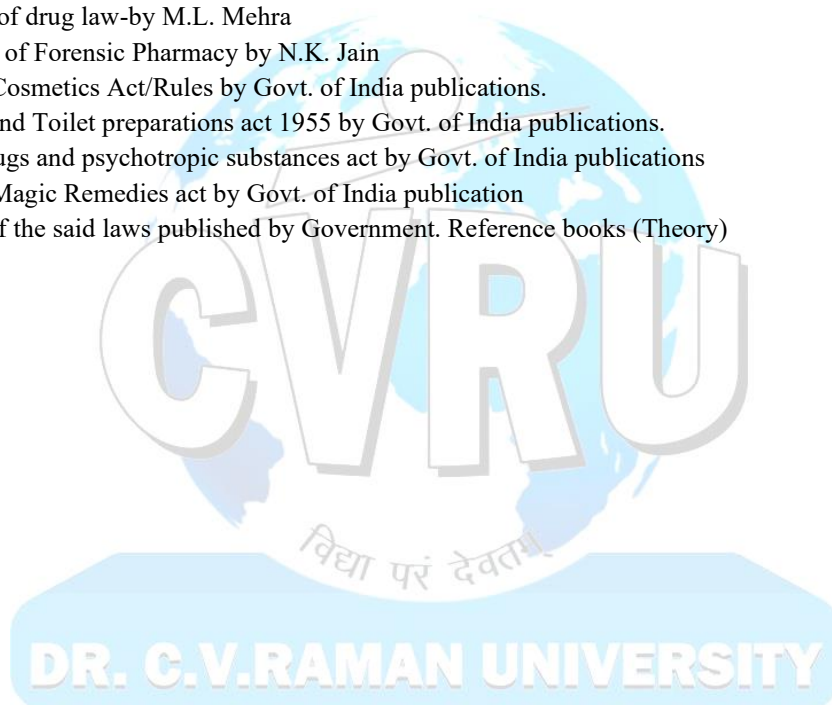 of drug law-by M.L. Mehra
of Forensic Pharmacy by N.K. Jain
Cosmetics Act/Rules by Govt. of India publications.
nd Toilet preparations act 1955 by Govt. of India publications.
ugs and psychotropic substances act by Govt. of India publications
Magic Remedies act by Govt. of India publication
f the said laws published by Government. Reference books (Theory)
CVRU
विद्या परं देवतम्
DR. C.V.RAMAN UNIVERSITY